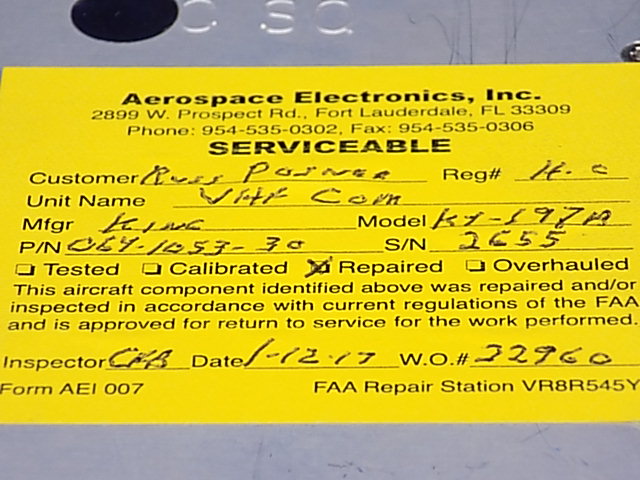 C SQ
Aerospace Electronics, Inc.
2899 W. Prospect Rd., Fort Lauderdale, FL 33309
Phone: 954-535-0302, Fax: 954-535-0306
SERVICEABLE
Customer Russ Posner Reg# H.C
Unit Name VHF Com
Mfgr KING Model KY-197A
P/N 064-1053-30 S/N 2655
❏ Tested ❏ Calibrated ☒ Repaired ❏ Overhauled
This aircraft component identified above was repaired and/or
inspected in accordance with current regulations of the FAA
and is approved for return to service for the work performed.
Inspector Date 1-12-17 W.O.# 32960
Form AEI 007 FAA Repair Station VR8R545Y